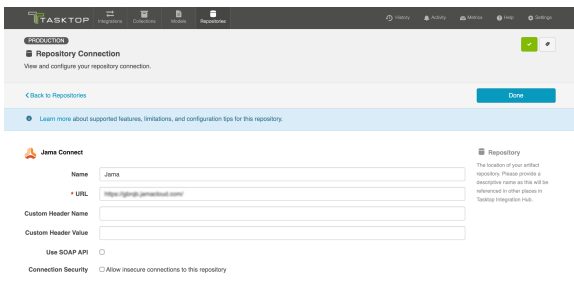 TASKTOP
Integrations Collections Models Repositories History Activity Metrics Help Settings
PRODUCTION
Repository Connection
View and configure your repository connection.
Back to Repositories
Done
Learn more about supported features, limitations, and configuration tips for this repository.
Jama Connect
Name Jama
* URL
Custom Header Name
Custom Header Value
Use SOAP API
Connection Security Allow insecure connections to this repository
Repository
The location of your artifact
repository. Please provide a
descriptive name as this will be
referenced in other places in
Tasktop Integration Hub.